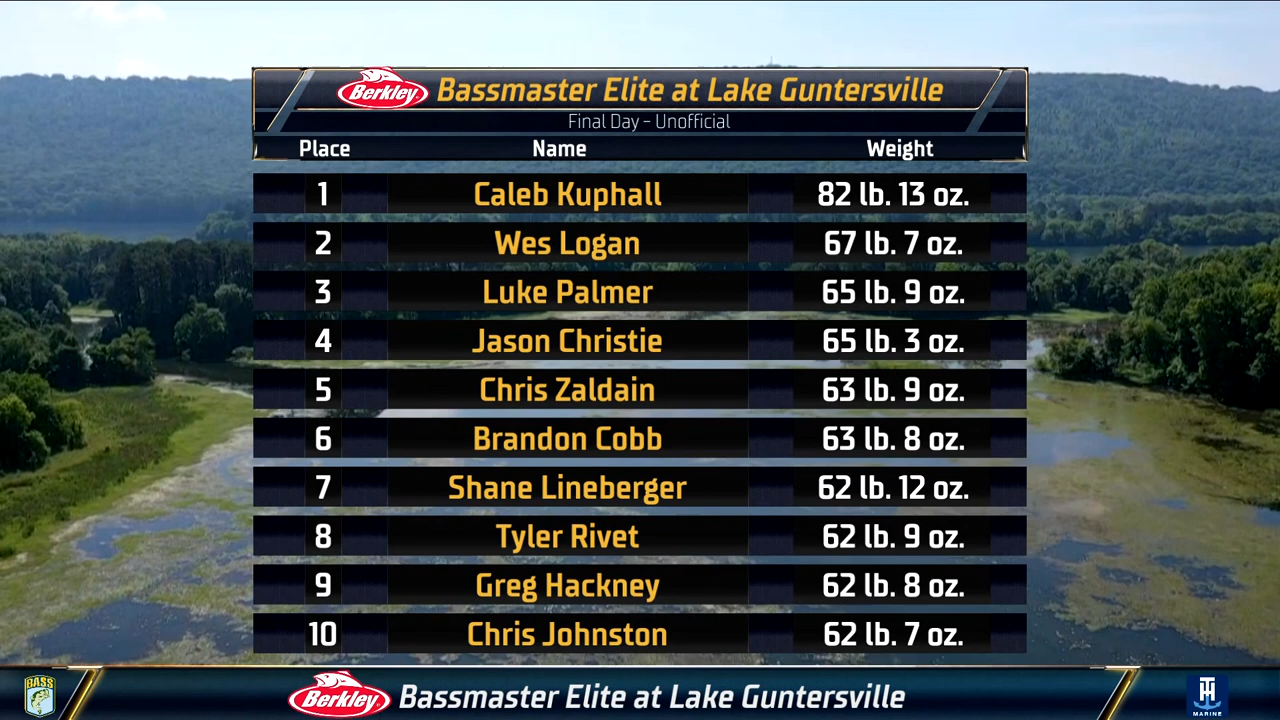 Berkley Bassmaster Elite at Lake Guntersville
Final Day - Unofficial
Place Name Weight
1 Caleb Kuphall 82 lb. 13 oz.
2 Wes Logan 67 lb. 7 oz.
3 Luke Palmer 65 lb. 9 oz.
4 Jason Christie 65 lb. 3 oz.
5 Chris Zaldain 63 lb. 9 oz.
6 Brandon Cobb 63 lb. 8 oz.
7 Shane Lineberger 62 lb. 12 oz.
8 Tyler Rivet 62 lb. 9 oz.
9 Greg Hackney 62 lb. 8 oz.
10 Chris Johnston 62 lb. 7 oz.
BASS Berkley Bassmaster Elite at Lake Guntersville TH MARINE